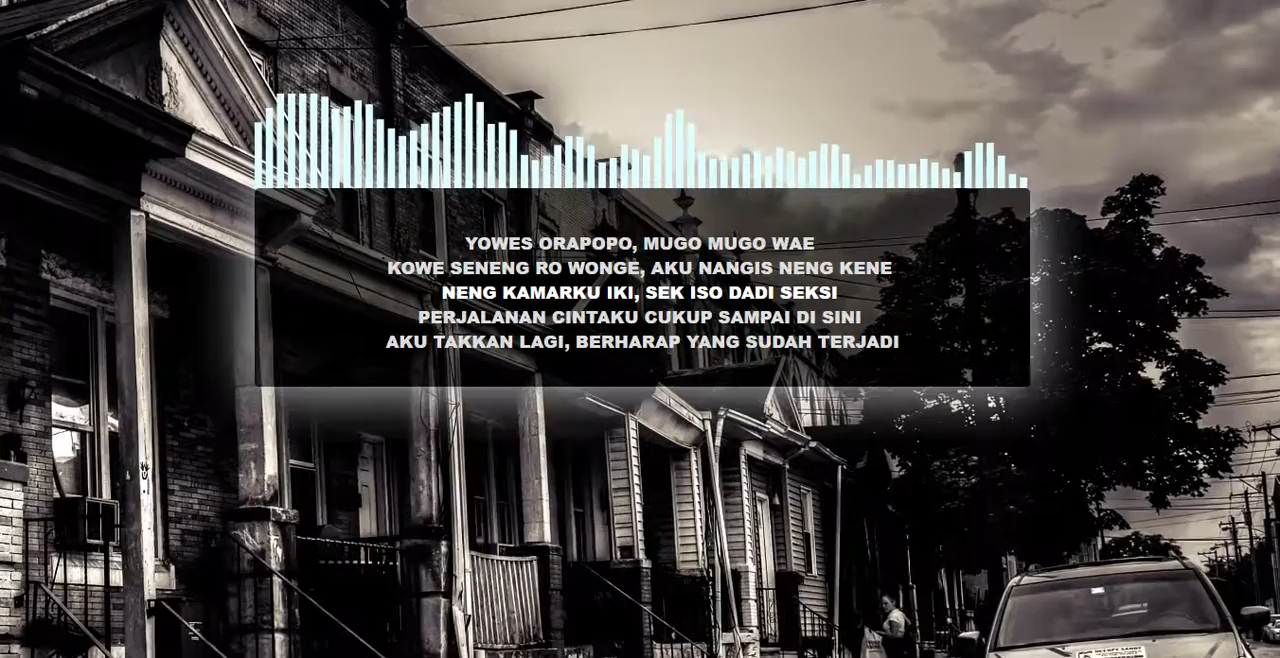 YOWES ORAPOPO, MUGO MUGO WAE
KOWE SENENG RO WONGE, AKU NANGIS NENG KENE
NENG KAMARKU IKI, SEK ISO DADI SEKSI
PERJALANAN CINTAKU CUKUP SAMPAI DI SINI
AKU TAKKAN LAGI, BERHARAP YANG SUDAH TERJADI